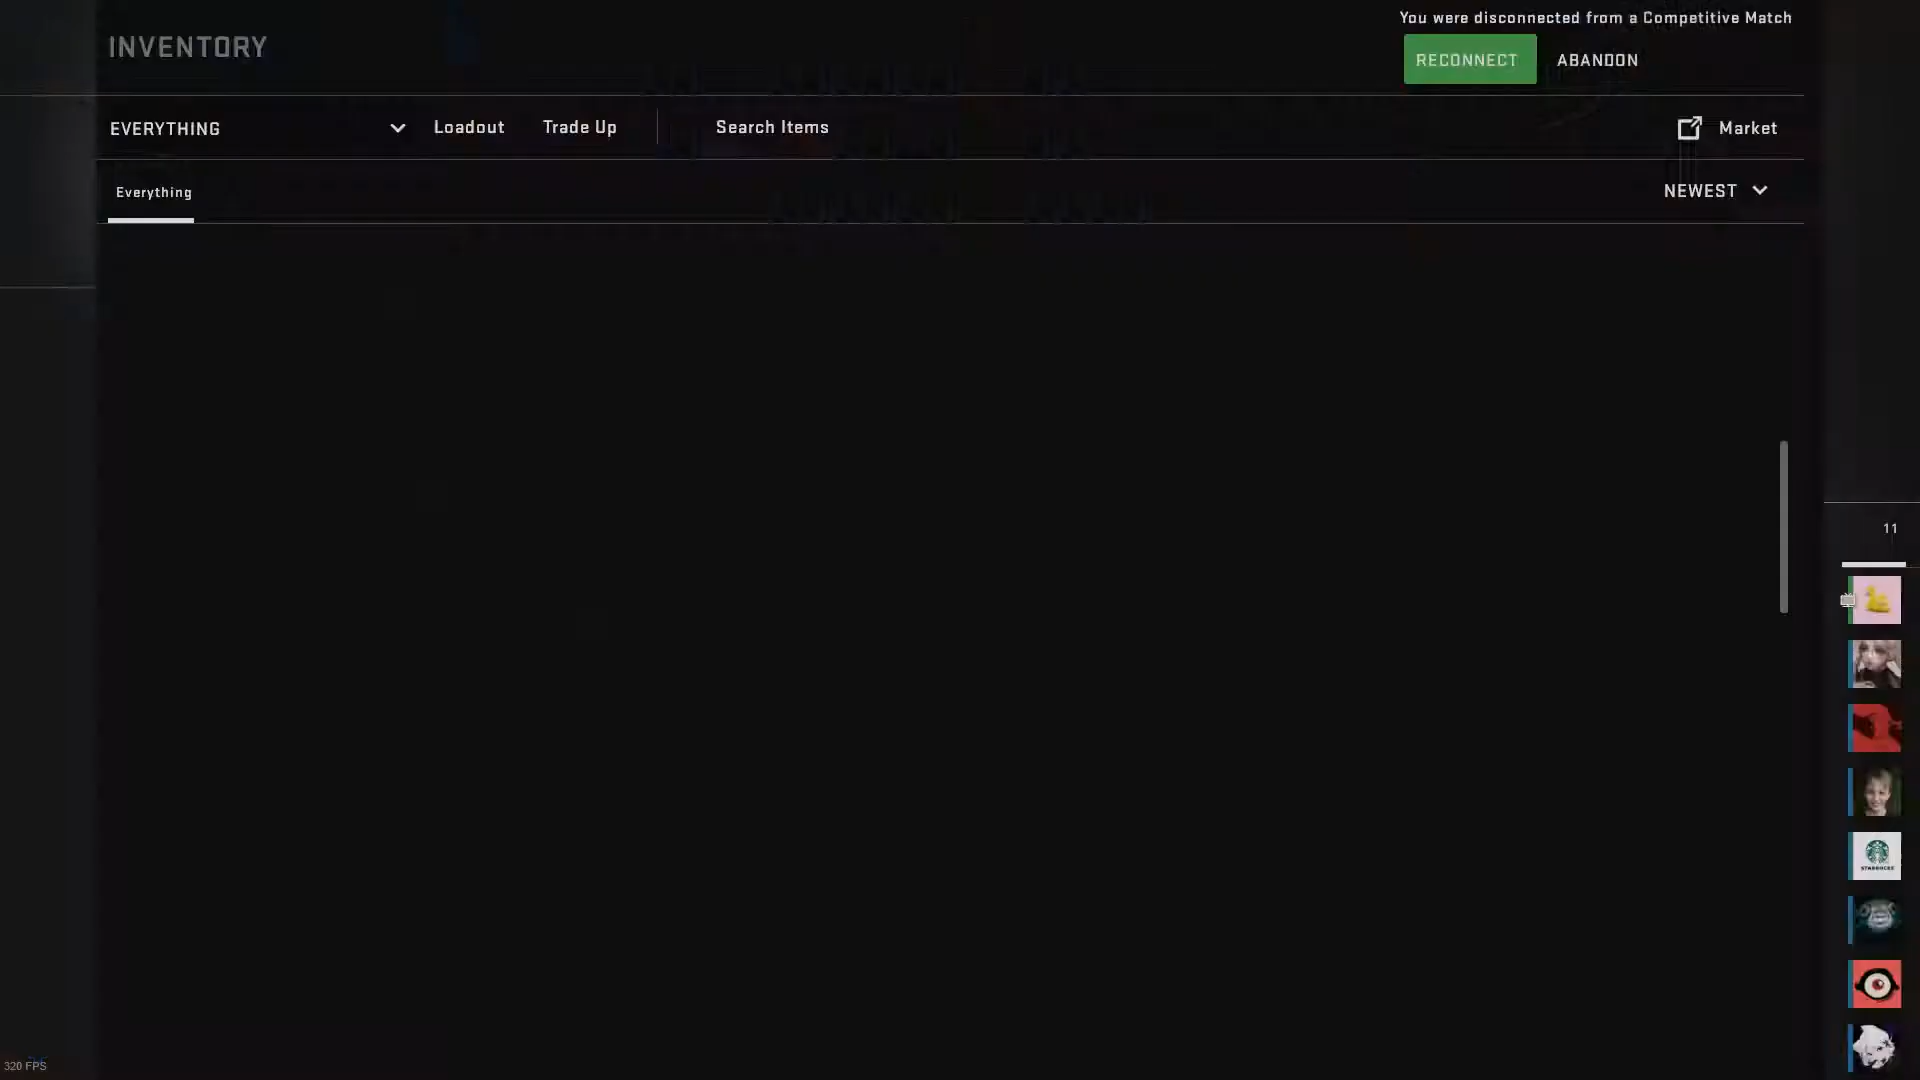 You were disconnected from a Competitive Match
INVENTORY
RECONNECT
ABANDON
EVERYTHING
Loadout
Trade Up
Search Items
Market
Everything
NEWEST
11
STARBUCKS
320 FPS